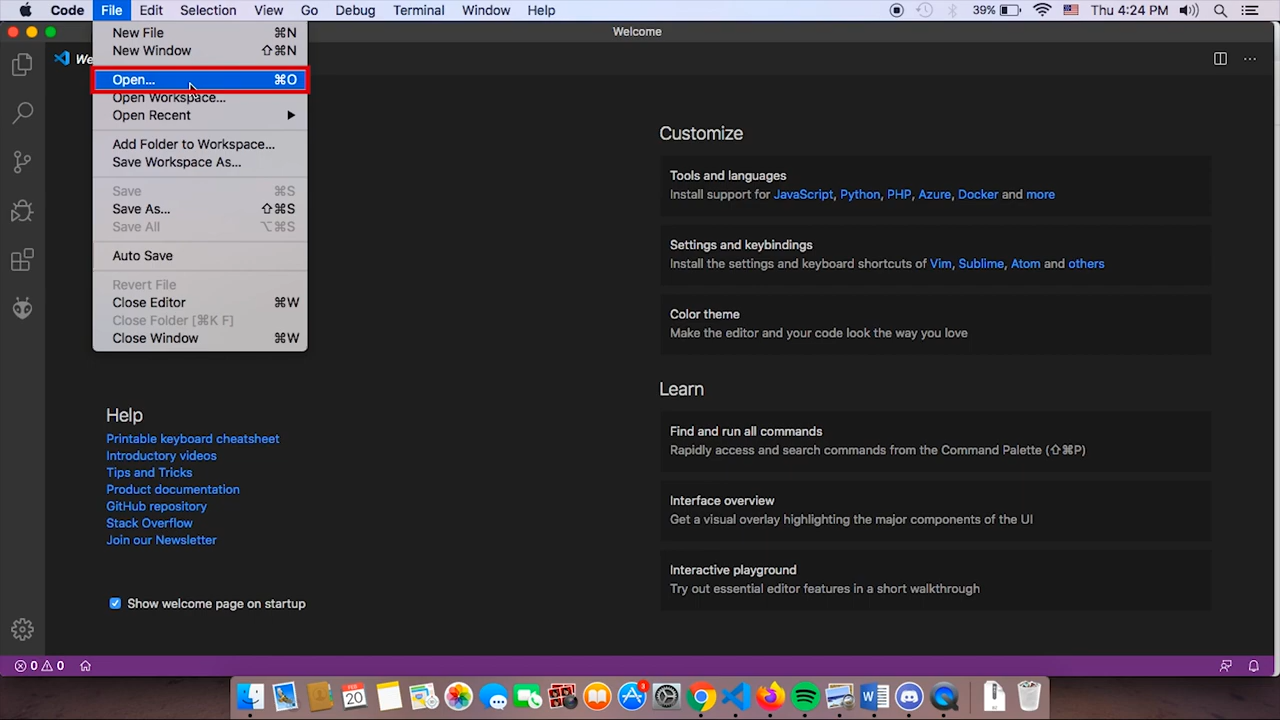 Code File Edit Selection View Go Debug Terminal Window Help 39% Thu 4:24 PM
Welcome
We
New File ⌘N
New Window ⇧⌘N
Open... ⌘O
Open Workspace...
Open Recent ▶
Add Folder to Workspace...
Save Workspace As...
Save ⌘S
Save As... ⇧⌘S
Save All ⌥⌘S
Auto Save
Revert File
Close Editor ⌘W
Close Folder [⌘K F]
Close Window ⌘W
Help
Printable keyboard cheatsheet
Introductory videos
Tips and Tricks
Product documentation
GitHub repository
Stack Overflow
Join our Newsletter
Show welcome page on startup
Customize
Tools and languages
Install support for JavaScript, Python, PHP, Azure, Docker and more
Settings and keybindings
Install the settings and keyboard shortcuts of Vim, Sublime, Atom and others
Color theme
Make the editor and your code look the way you love
Learn
Find and run all commands
Rapidly access and search commands from the Command Palette (⇧⌘P)
Interface overview
Get a visual overlay highlighting the major components of the UI
Interactive playground
Try out essential editor features in a short walkthrough
0 0
FEB
20
3